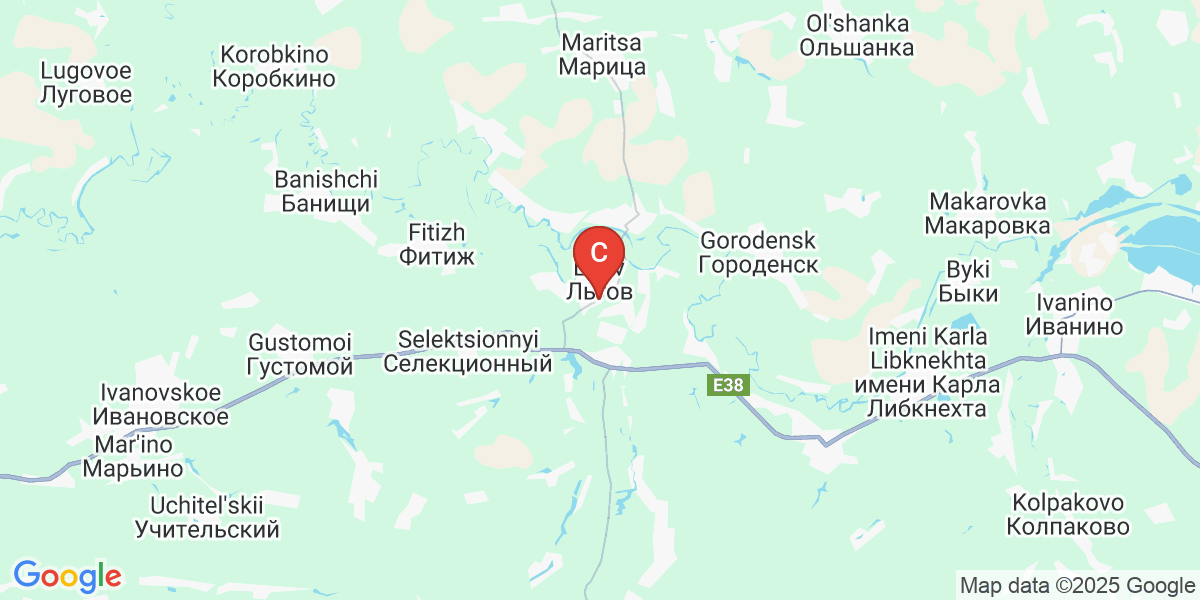 Ol'shanka
Ольшанка
Maritsa
Марица
Korobkino
Коробкино
Lugovoe
Луговое
Banishchi
Банищи
Makarovka
Макаровка
Fitizh
Фитиж
Gorodensk
Городенск
C
Льгов
Byki
Быки
Ivanino
Иванино
Selektsionnyi
Селекционный
Gustomoi
Густомой
Imeni Karla
Libknekhta
имени Карла
Либкнехта
E38
Ivanovskoe
Ивановское
Mar'ino
Марьино
Uchitel'skii
Учительский
Kolpakovo
Колпаково
Google
Map data ©2025 Google